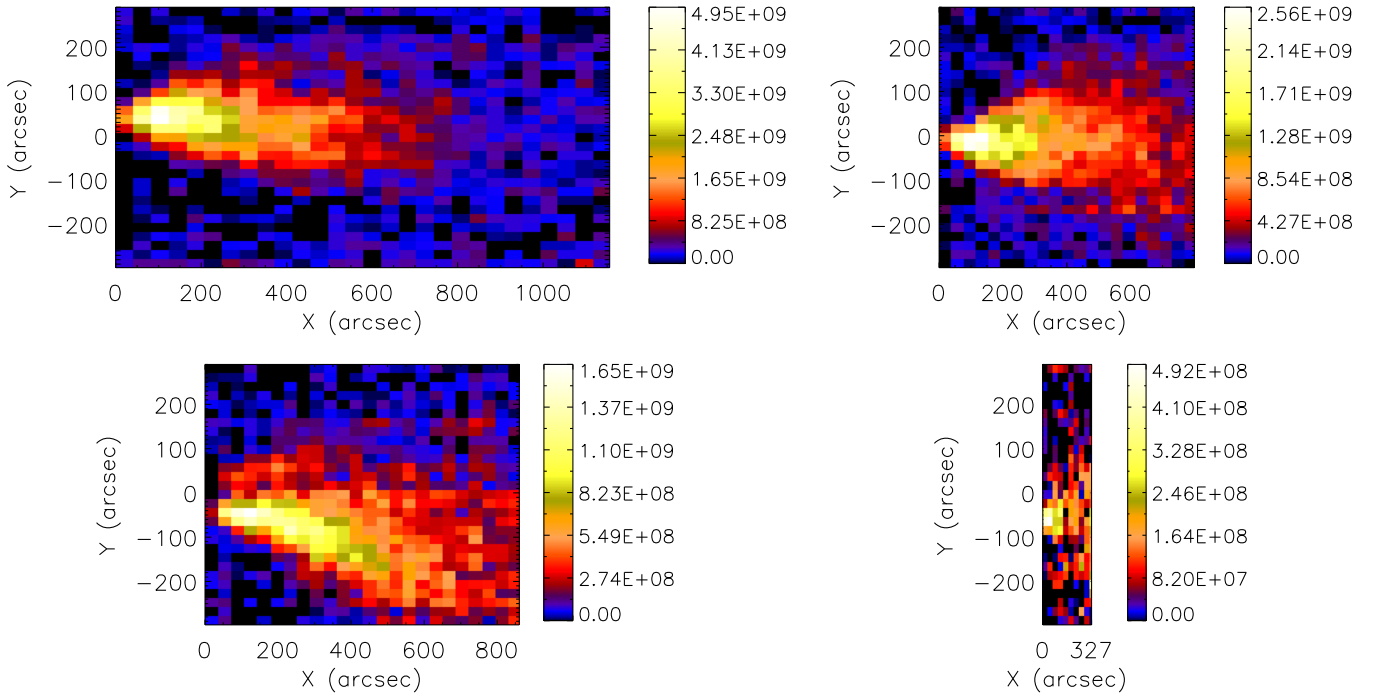 4.95E+09
4.13E+09
3.30E+09
2.48E+09
1.65E+09
8.25E+08
0.00
200
100
0
−100
−200
Y (arcsec)
0 200 400 600 800 1000
X (arcsec)
2.56E+09
2.14E+09
1.71E+09
1.28E+09
8.54E+08
4.27E+08
0.00
200
100
0
−100
−200
Y (arcsec)
0 200 400 600
X (arcsec)
1.65E+09
1.37E+09
1.10E+09
8.23E+08
5.49E+08
2.74E+08
0.00
200
100
0
−100
−200
Y (arcsec)
0 200 400 600 800
X (arcsec)
4.92E+08
4.10E+08
3.28E+08
2.46E+08
1.64E+08
8.20E+07
0.00
200
100
0
−100
−200
Y (arcsec)
0 327
X (arcsec)